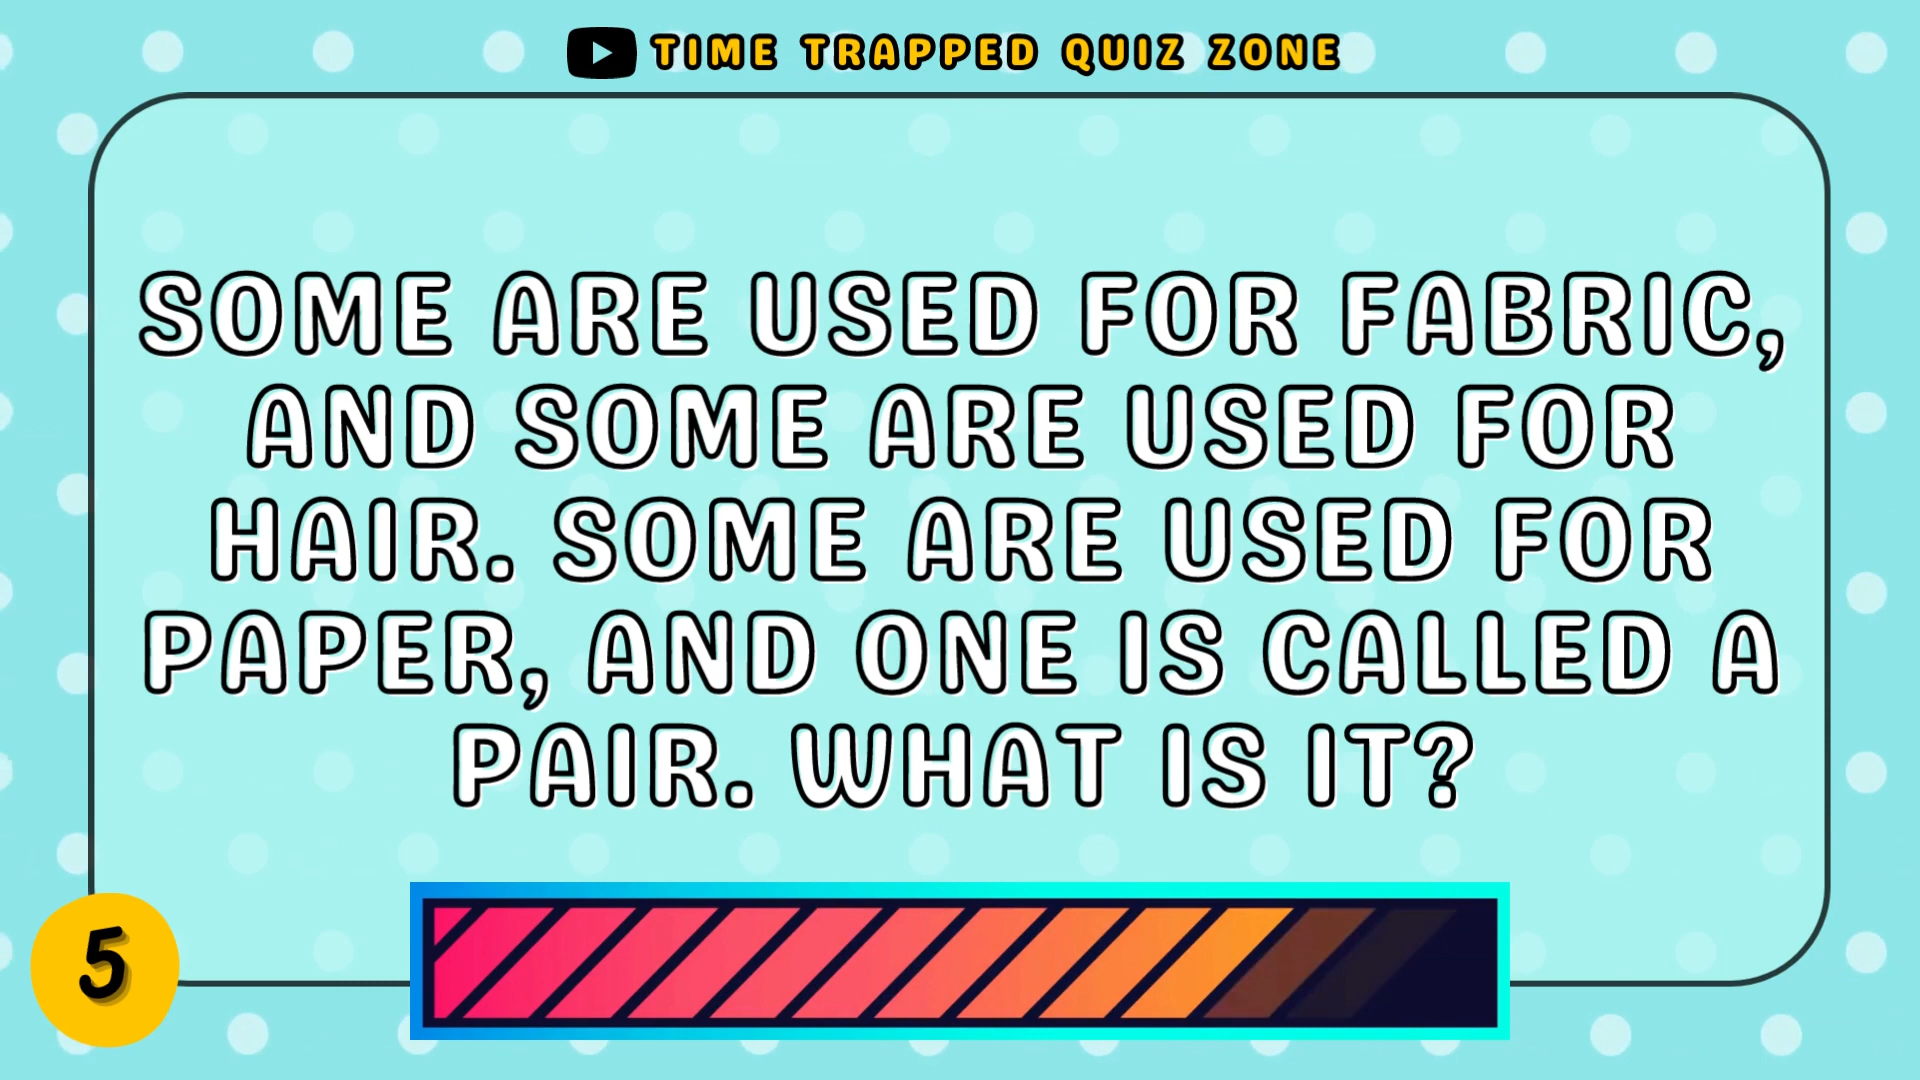 TIME TRAPPED QUIZ ZONE
SOME ARE USED FOR FABRIC,
AND SOME ARE USED FOR
HAIR. SOME ARE USED FOR
PAPER, AND ONE IS CALLED A
PAIR. WHAT IS IT?
5